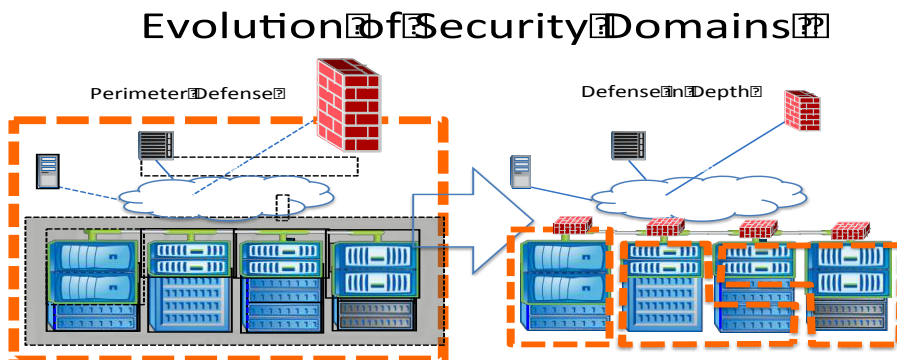 Evolution of Security Domains
Perimeter Defense
Defense In Depth